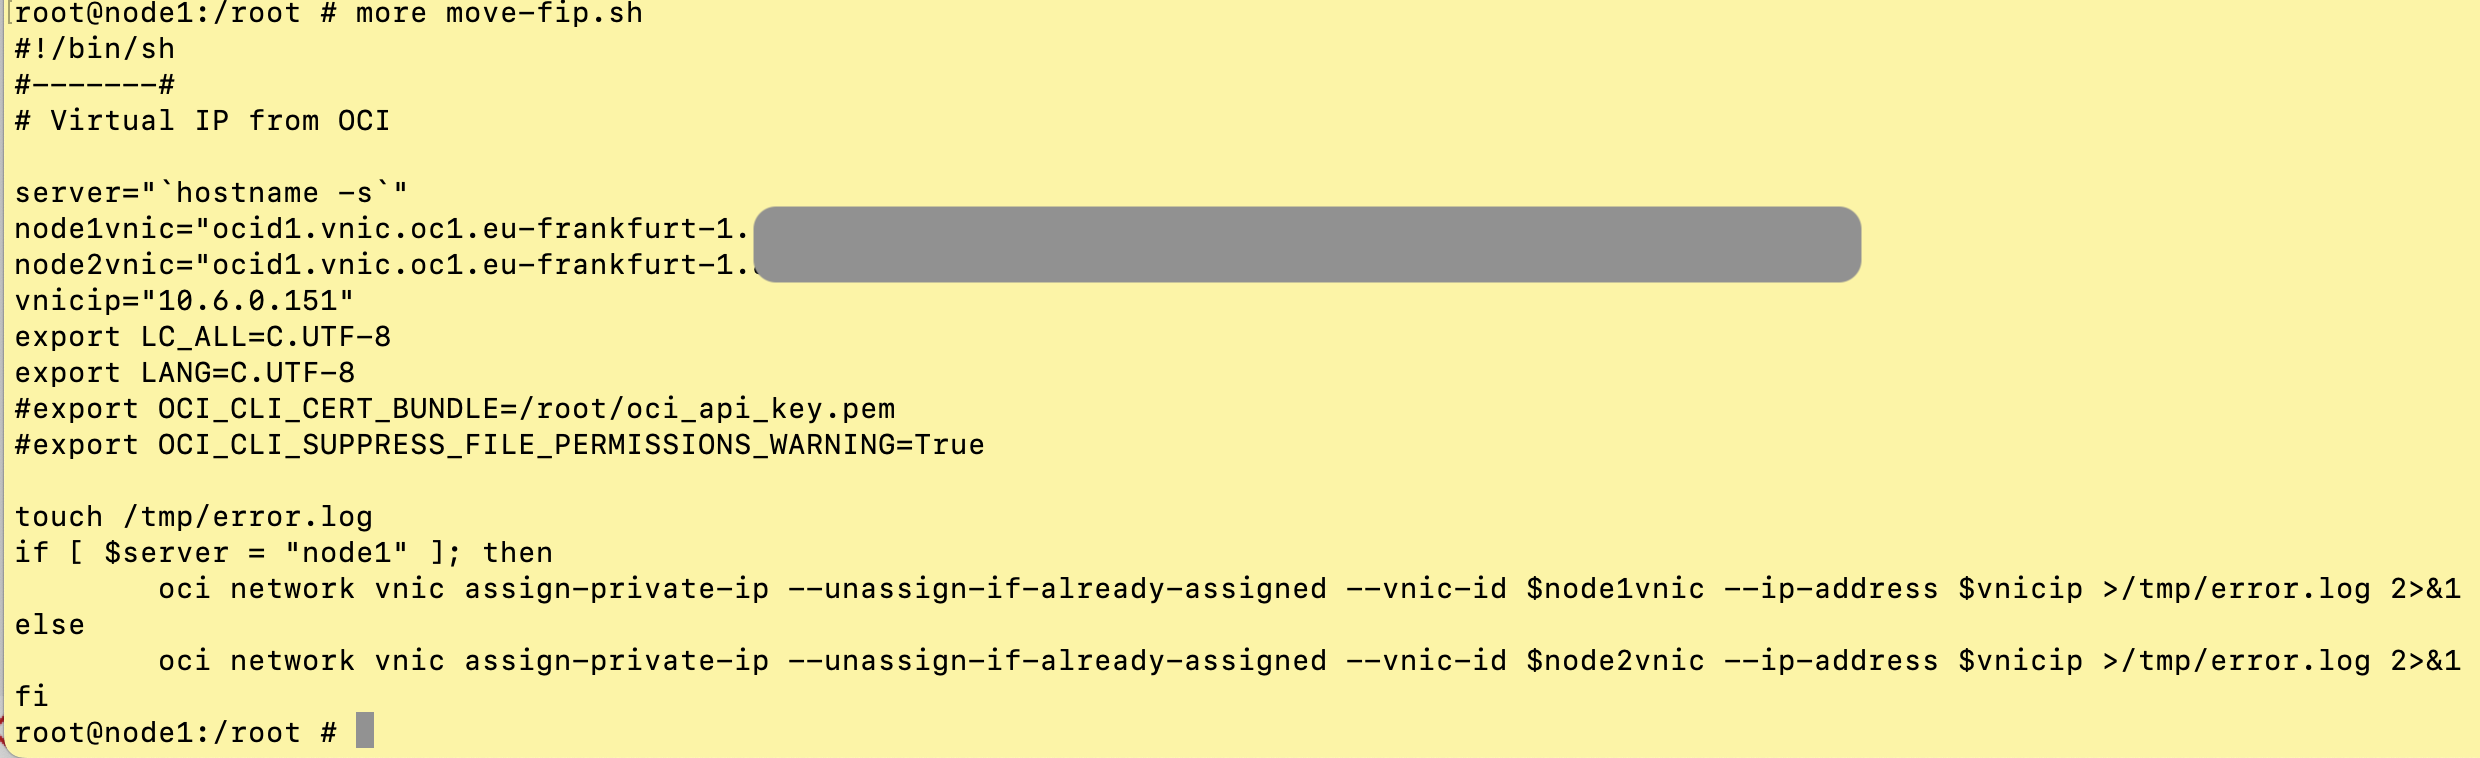 root@node1:/root # more move-fip.sh
#!/bin/sh
#-------#
# Virtual IP from OCI
server="`hostname -s`"
node1vnic="ocid1.vnic.oc1.eu-frankfurt-1.
node2vnic="ocid1.vnic.oc1.eu-frankfurt-1.
vnicip="10.6.0.151"
export LC_ALL=C.UTF-8
export LANG=C.UTF-8
#export OCI_CLI_CERT_BUNDLE=/root/oci_api_key.pem
#export OCI_CLI_SUPPRESS_FILE_PERMISSIONS_WARNING=True
touch /tmp/error.log
if [ $server = "node1" ]; then
        oci network vnic assign-private-ip --unassign-if-already-assigned --vnic-id $node1vnic --ip-address $vnicip >/tmp/error.log 2>&1
else
        oci network vnic assign-private-ip --unassign-if-already-assigned --vnic-id $node2vnic --ip-address $vnicip >/tmp/error.log 2>&1
fi
root@node1:/root #